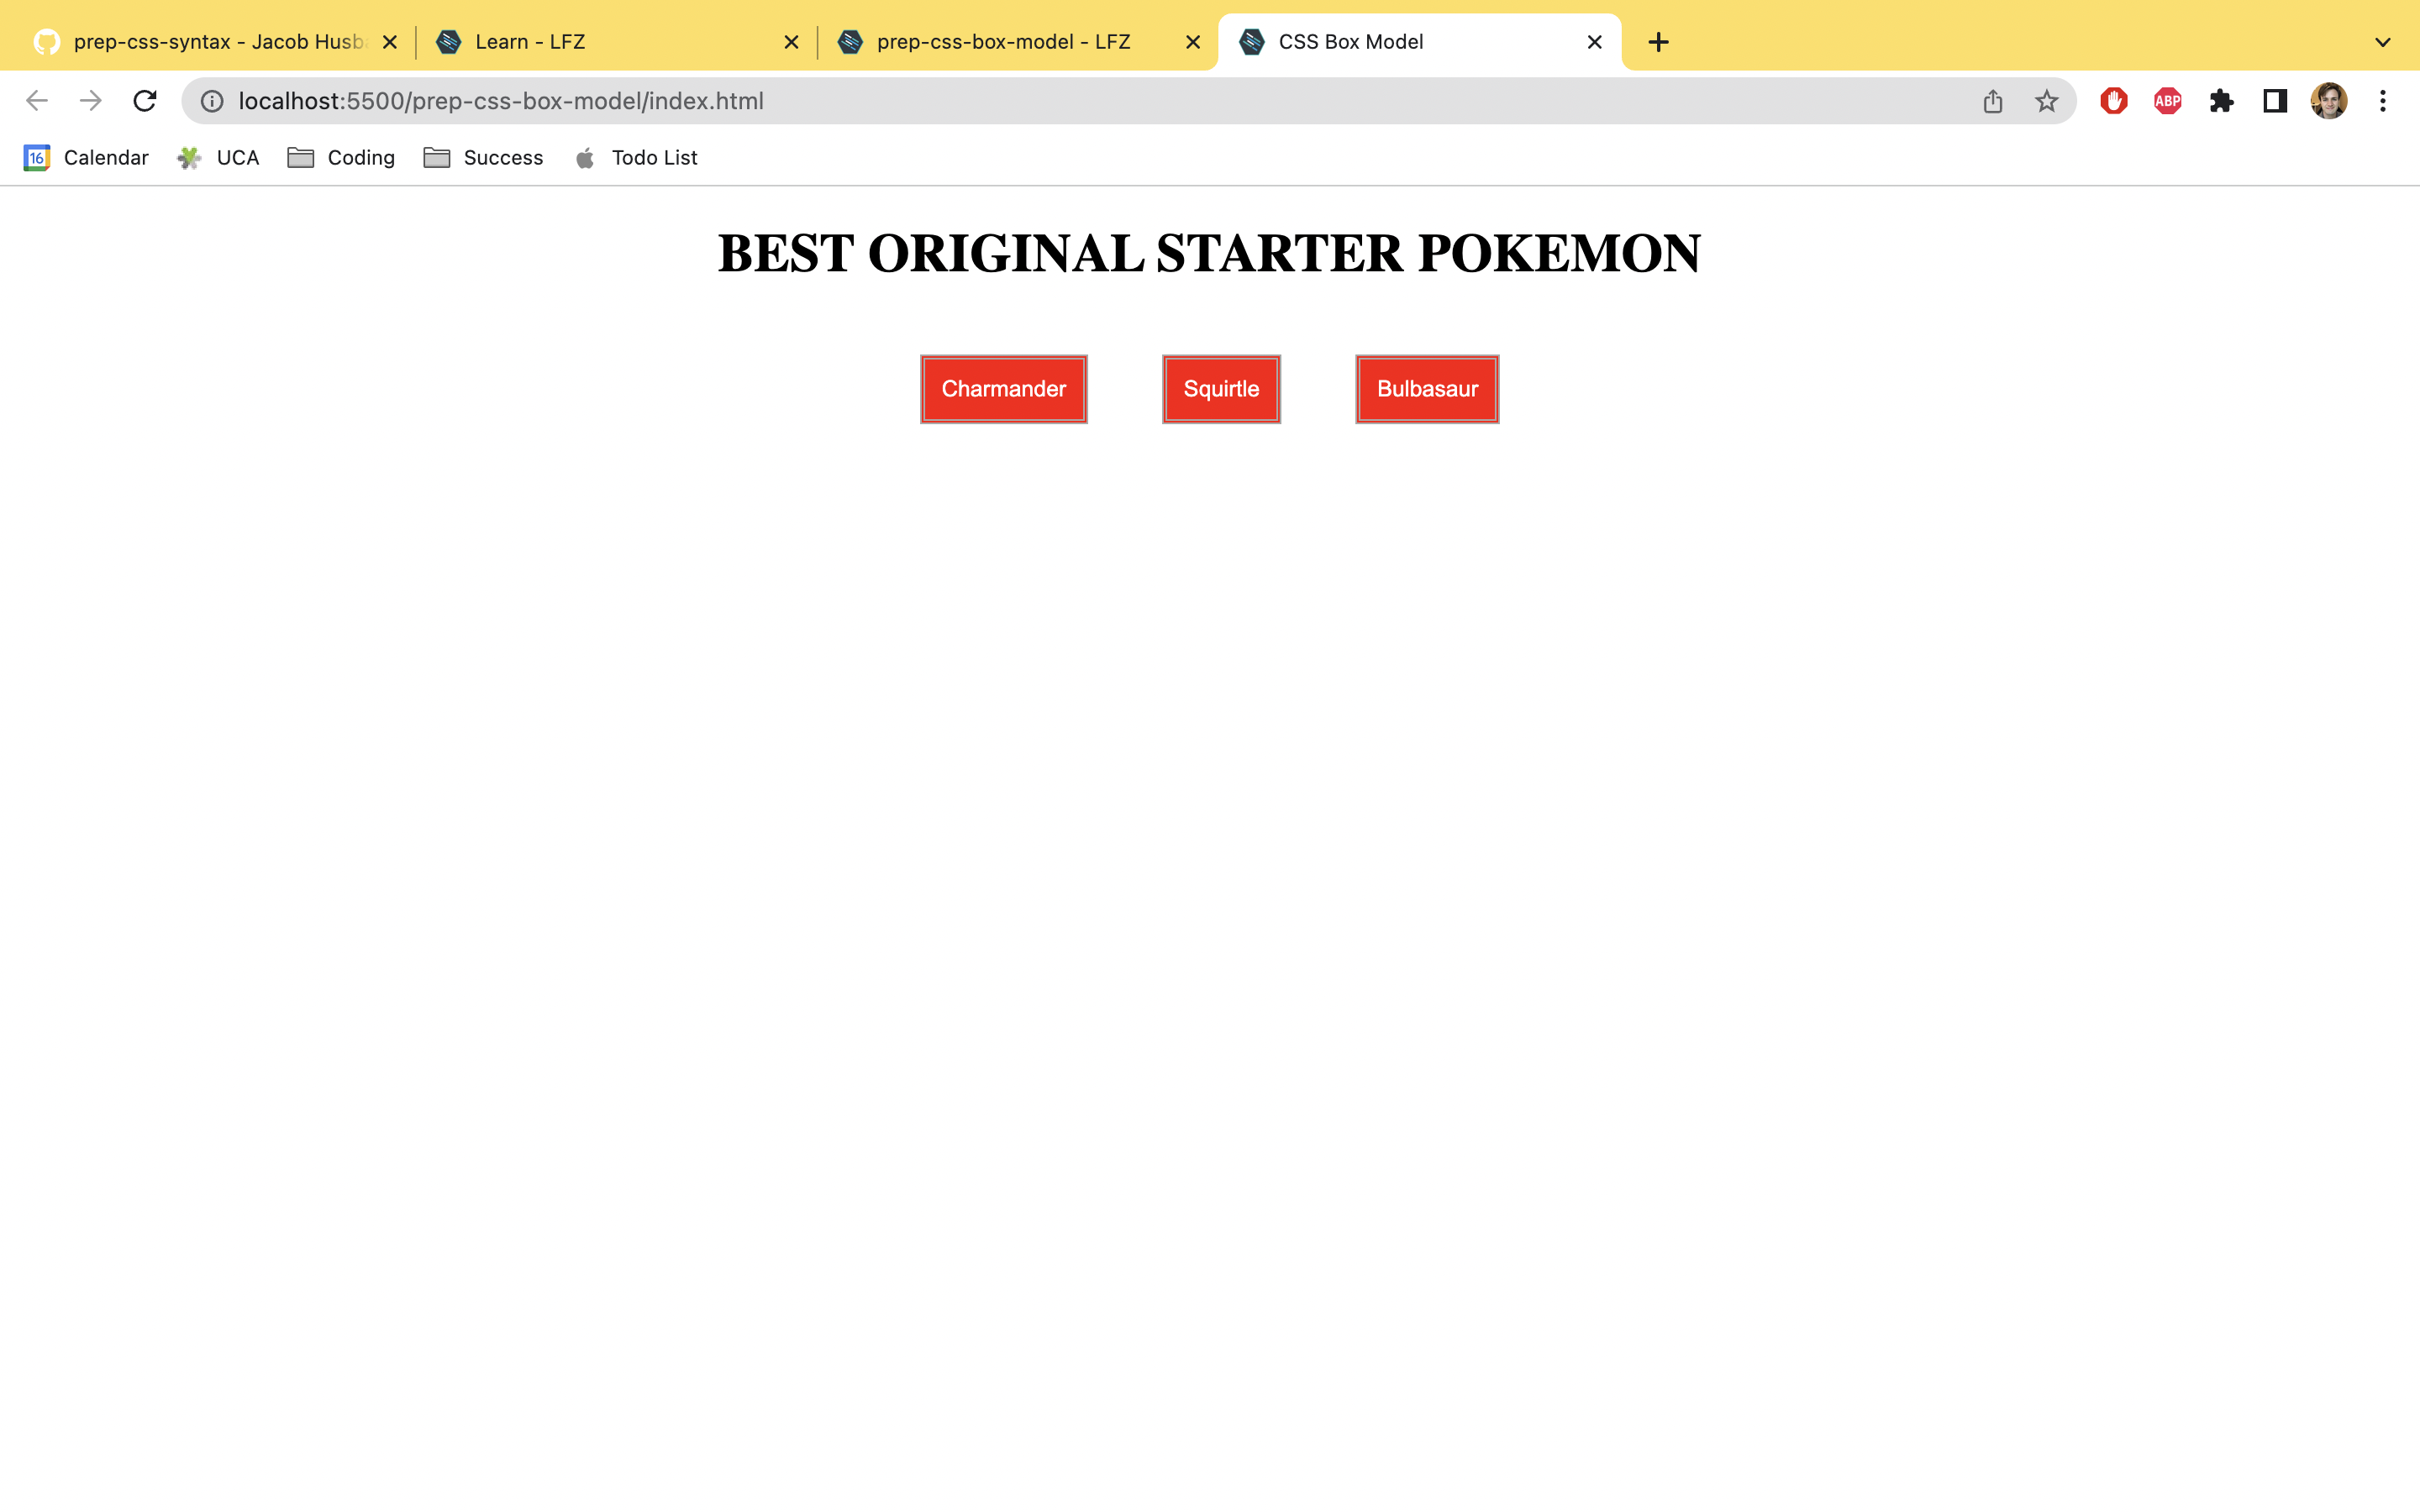 prep-css-syntax - Jacob Husb
Learn - LFZ
prep-css-box-model - LFZ
CSS Box Model
localhost:5500/prep-css-box-model/index.html
ABP
16
Calendar
UCA
Coding
Success
Todo List
BEST ORIGINAL STARTER POKEMON
Charmander
Squirtle
Bulbasaur